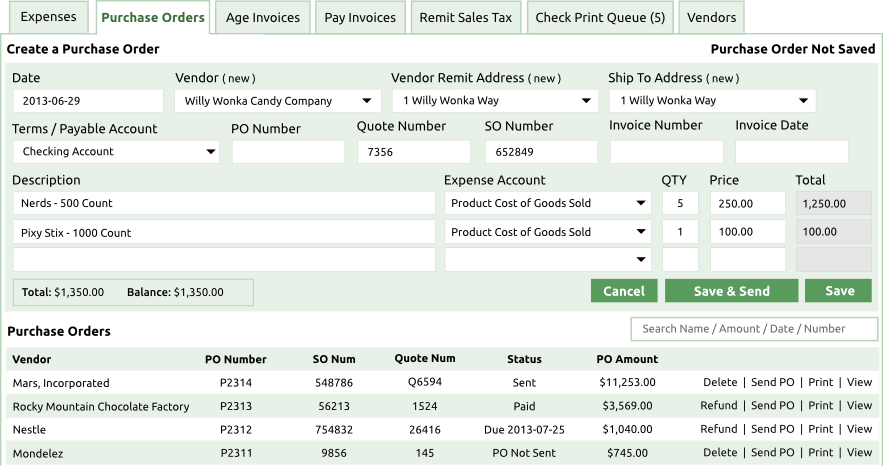 Expenses Purchase Orders Age Invoices Pay Invoices Remit Sales Tax Check Print Queue (5) Vendors
Create a Purchase Order Purchase Order Not Saved
Date Vendor ( new ) Vendor Remit Address ( new ) Ship To Address ( new )
2013-06-29 Willy Wonka Candy Company 1 Willy Wonka Way 1 Willy Wonka Way
Terms / Payable Account PO Number Quote Number SO Number Invoice Number Invoice Date
Checking Account 7356 652849
Description Expense Account QTY Price Total
Nerds - 500 Count Product Cost of Goods Sold 5 250.00 1,250.00
Pixy Stix - 1000 Count Product Cost of Goods Sold 1 100.00 100.00
Total: $1,350.00 Balance: $1,350.00 Cancel Save & Send Save
Purchase Orders Search Name / Amount / Date / Number
Vendor PO Number SO Num Quote Num Status PO Amount
Mars, Incorporated P2314 548786 Q6594 Sent $11,253.00 Delete | Send PO | Print | View
Rocky Mountain Chocolate Factory P2313 56213 1524 Paid $3,569.00 Refund | Send PO | Print | View
Nestle P2312 754832 26416 Due 2013-07-25 $1,040.00 Refund | Send PO | Print | View
Mondelez P2311 9856 145 PO Not Sent $745.00 Delete | Send PO | Print | View